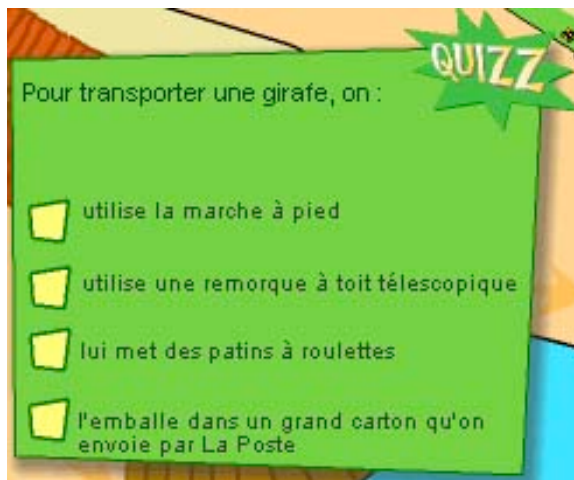 QUIZZ
Pour transporter une girafe, on :
utilise la marche à pied
utilise une remorque à toit télescopique
lui met des patins à roulettes
l'emballe dans un grand carton qu'on
envoie par La Poste